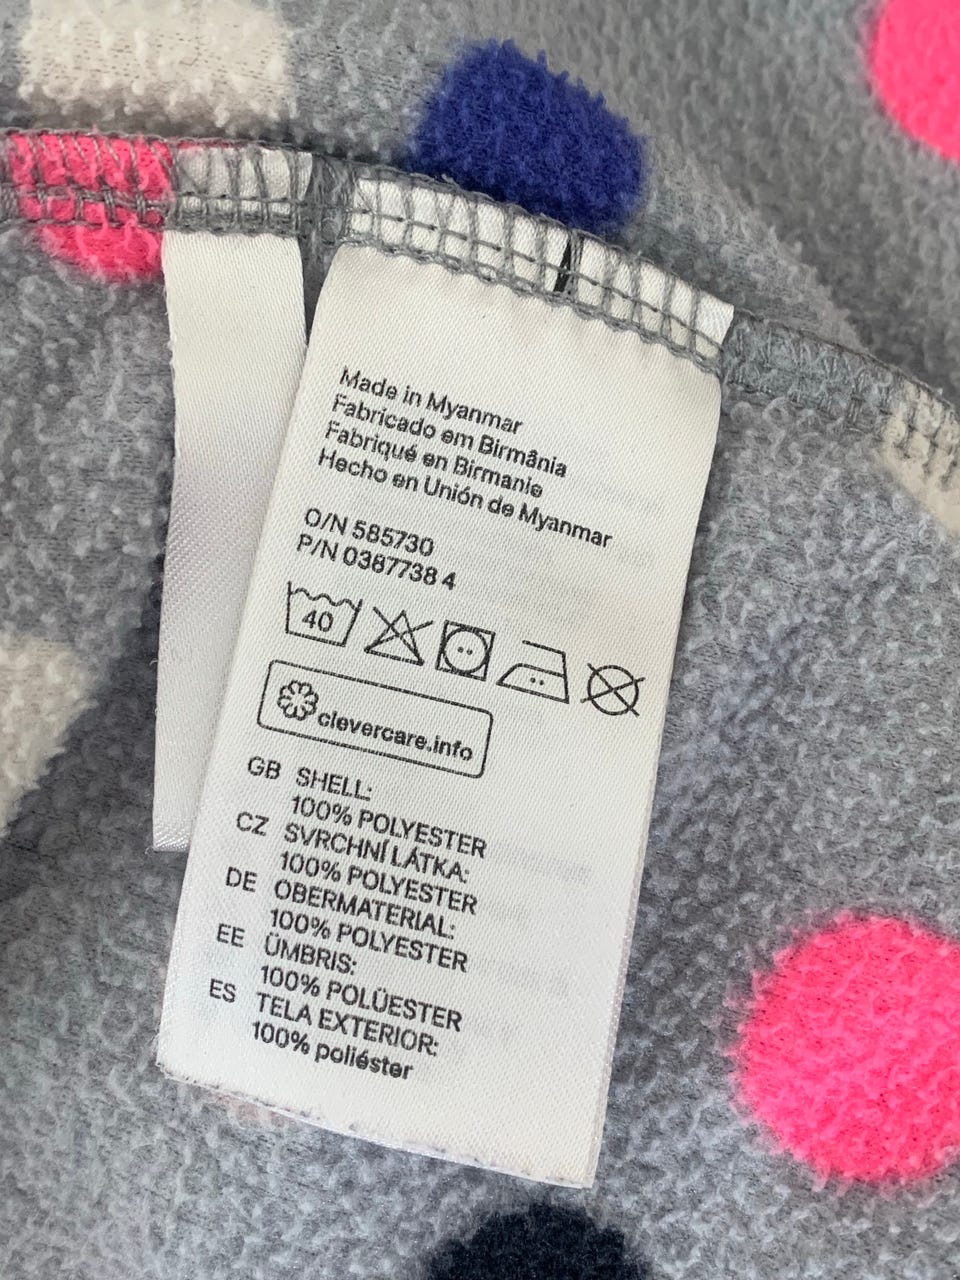 Made in Myanmar
Fabricado em Birmânia
Fabriqué en Birmanie
Hecho en Unión de Myanmar
O/N 585730
P/N 0387738 4
40
clevercare.info
GB SHELL:
100% POLYESTER
CZ SVRCHNÍ LÁTKA:
100% POLYESTER
DE OBERMATERIAL:
100% POLYESTER
EE ÜMBRIS:
100% POLÜESTER
ES TELA EXTERIOR:
100% poliéster